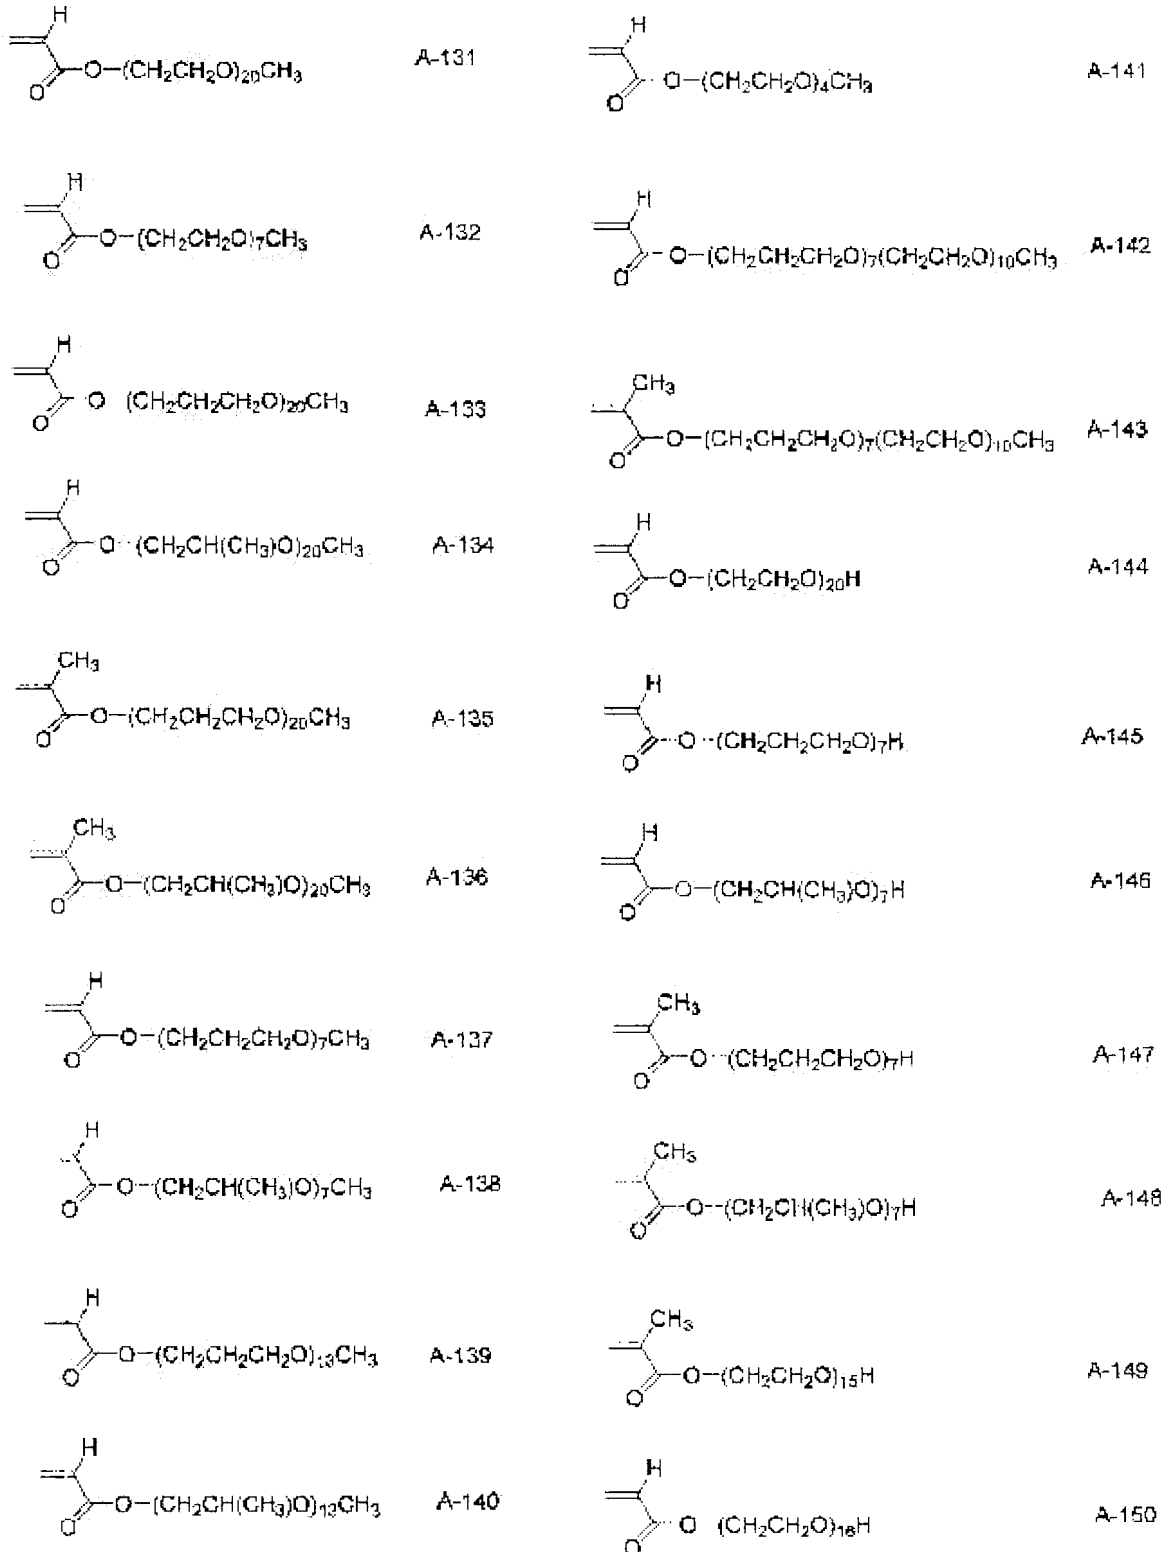 H
O
O–(CH₂CH₂O)₂₀CH₃ A-131
H
O
O–(CH₂CH₂O)₇CH₃ A-132
H
O
O (CH₂CH₂CH₂O)₂₀CH₃ A-133
H
O
O–(CH₂CH(CH₃)O)₂₀CH₃ A-134
CH₃
O
O–(CH₂CH₂CH₂O)₂₀CH₃ A-135
CH₃
O
O–(CH₂CH(CH₃)O)₂₀CH₃ A-136
H
O
O–(CH₂CH₂CH₂O)₇CH₃ A-137
H
O
O–(CH₂CH(CH₃)O)₇CH₃ A-138
H
O
O–(CH₂CH₂CH₂O)₁₃CH₃ A-139
H
O
O–(CH₂CH(CH₃)O)₁₃CH₃ A-140
H
O
O–(CH₂CH₂O)₄CH₃ A-141
H
O
O–(CH₂CH₂CH₂O)₇(CH₂CH₂O)₁₀CH₃ A-142
CH₃
O
O–(CH₂CH₂CH₂O)₇(CH₂CH₂O)₁₀CH₃ A-143
H
O
O–(CH₂CH₂O)₂₀H A-144
H
O
O–(CH₂CH₂CH₂O)₇H A-145
H
O
O–(CH₂CH(CH₃)O)₇H A-146
CH₃
O
O–(CH₂CH₂CH₂O)₇H A-147
CH₃
O
O–(CH₂CH(CH₃)O)₇H A-148
CH₃
O
O–(CH₂CH₂O)₁₅H A-149
H
O
O (CH₂CH₂O)₁₆H A-150